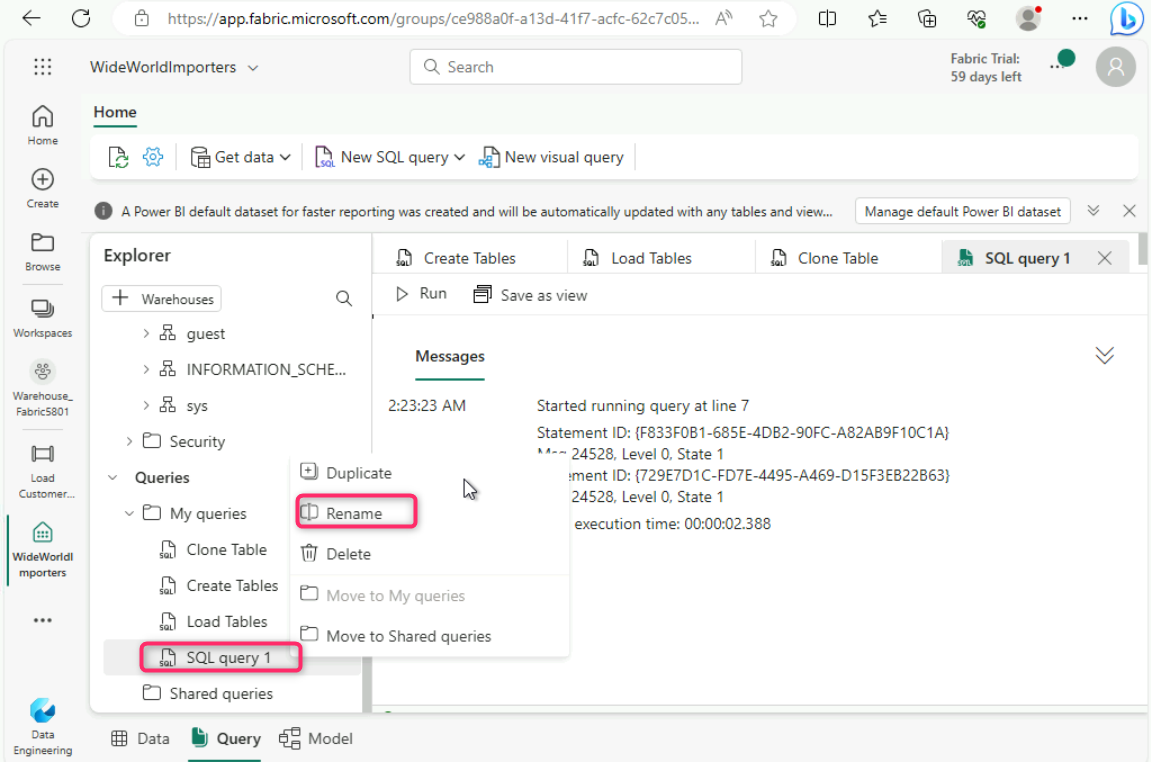 https://app.fabric.microsoft.com/groups/ce988a0f-a13d-41f7-acfc-62c7c05...
WideWorldImporters
Search
Fabric Trial:
59 days left
Home
Home
Get data
New SQL query
New visual query
Create
A Power BI default dataset for faster reporting was created and will be automatically updated with any tables and view...
Manage default Power BI dataset
Browse
Explorer
Create Tables
Load Tables
Clone Table
SQL query 1
Warehouses
Run
Save as view
Workspaces
guest
INFORMATION_SCHE...
sys
Security
Messages
2:23:23 AM
Started running query at line 7
Statement ID: {F833F0B1-685E-4DB2-90FC-A82AB9F10C1A}
24528, Level 0, State 1
ement ID: {729E7D1C-FD7E-4495-A469-D15F3EB22B63}
24528, Level 0, State 1
execution time: 00:00:02.388
Warehouse_
Fabric5801
Load
Customer...
WideWorldI
mporters
Queries
My queries
Clone Table
Create Tables
Load Tables
SQL query 1
Shared queries
Duplicate
Rename
Delete
Move to My queries
Move to Shared queries
Data
Engineering
Data
Query
Model